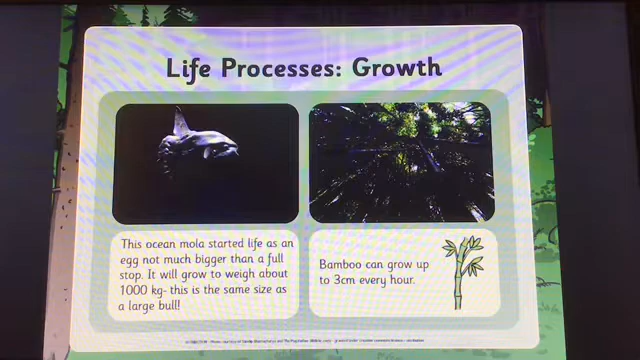 Life Processes: Growth
This ocean mola started life as an
egg not much bigger than a full
stop. It will grow to weigh about
1000 kg- this is the same size as
a large bull!
Bamboo can grow up
to 3cm every hour.